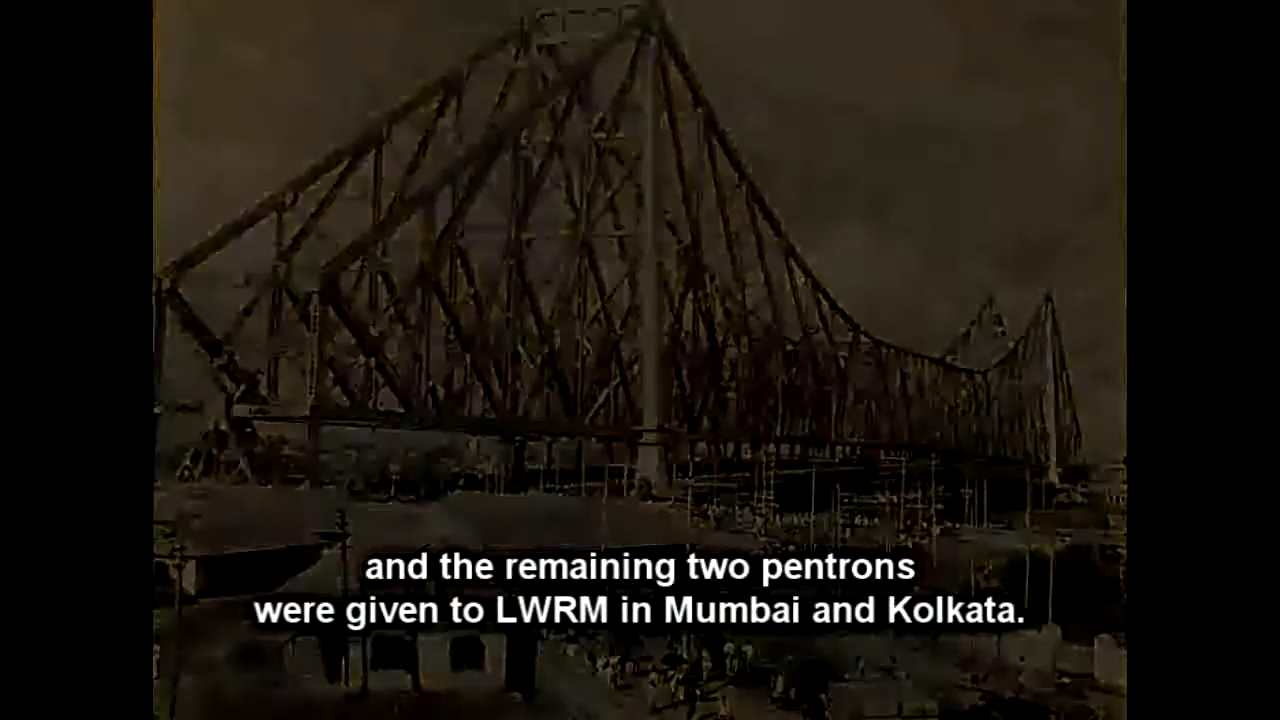 and the remaining two pentrons
were given to LWRM in Mumbai and Kolkata.